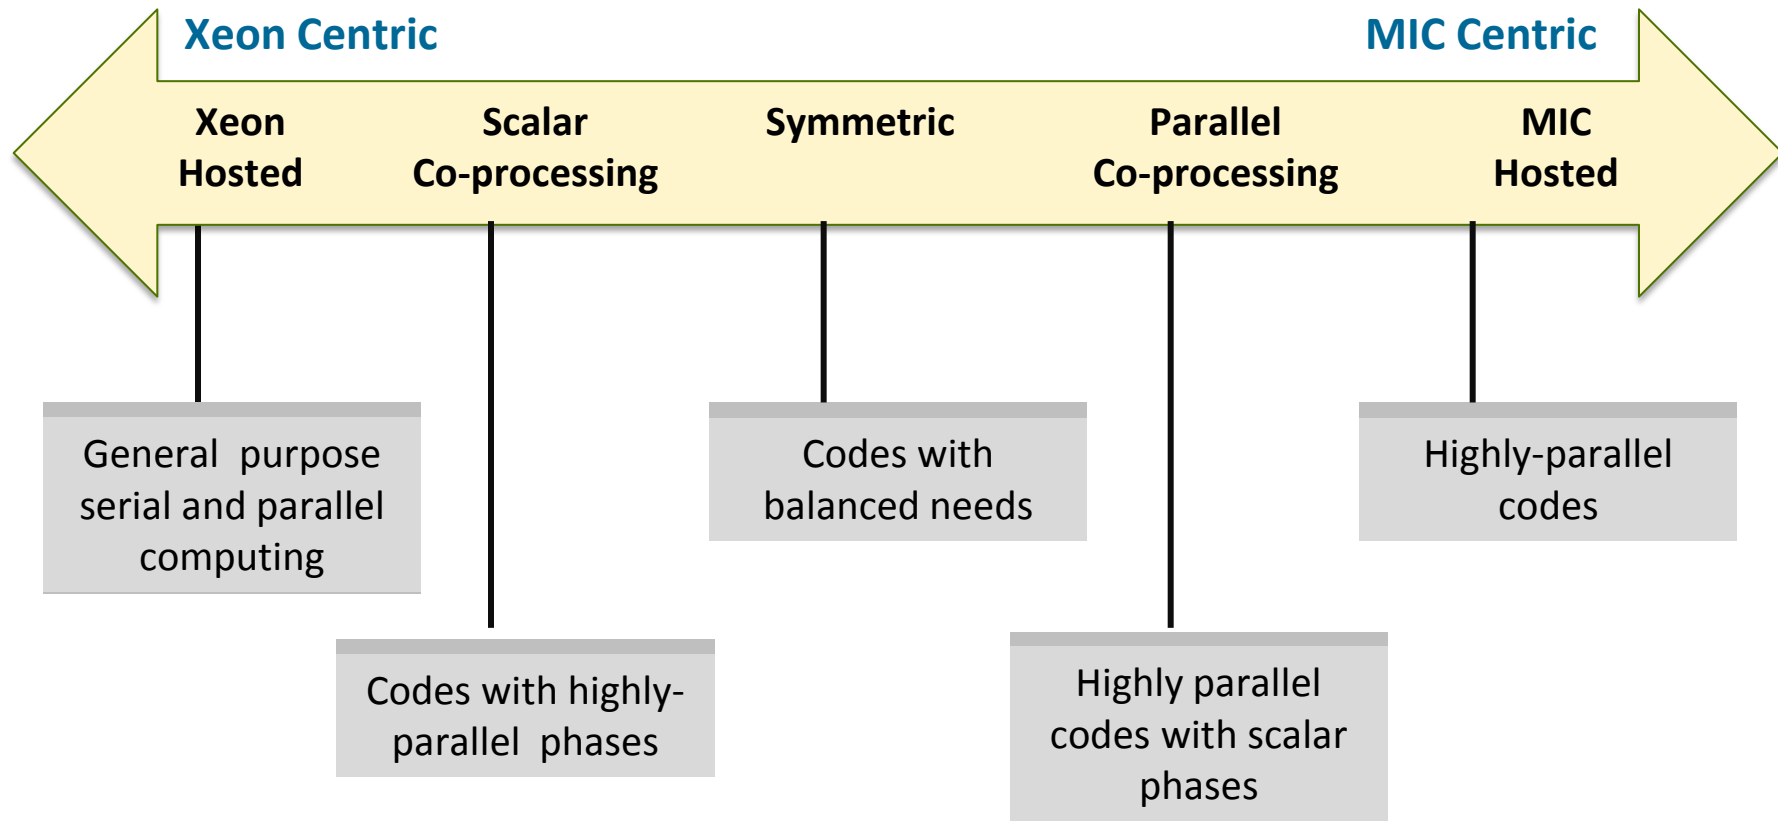 Xeon Centric
MIC Centric
Xeon
Hosted
Scalar
Co-processing
Symmetric
Parallel
Co-processing
MIC
Hosted
General purpose
serial and parallel
computing
Codes with highly-
parallel phases
Codes with
balanced needs
Highly parallel
codes with scalar
phases
Highly-parallel
codes